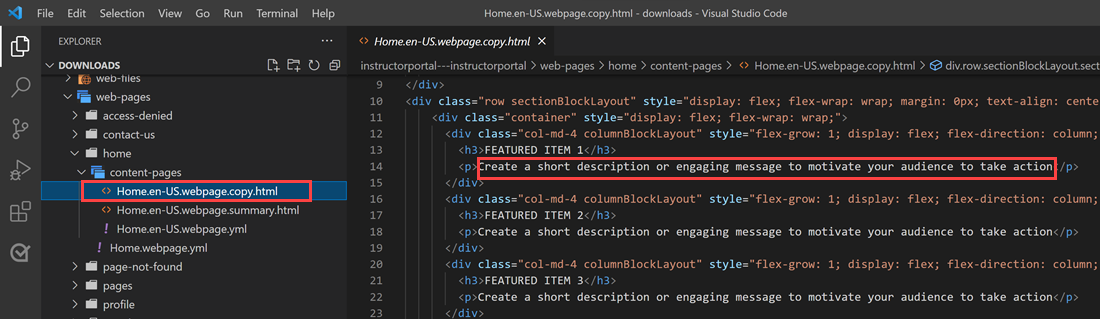 File Edit Selection View Go Run Terminal Help Home.en-US.webpage.copy.html - downloads - Visual Studio Code
EXPLORER ···
DOWNLOADS
web-files
web-pages
access-denied
contact-us
home
content-pages
<> Home.en-US.webpage.copy.html
<> Home.en-US.webpage.summary.html
! Home.en-US.webpage.yml
! Home.webpage.yml
page-not-found
pages
profile
<> Home.en-US.webpage.copy.html ×
instructorportal---instructorportal > web-pages > home > content-pages > <> Home.en-US.webpage.copy.html > div.row.sectionBlockLayout.sect
9 </div>
10 <div class="row sectionBlockLayout" style="display: flex; flex-wrap: wrap; margin: 0px; text-align: cente
11 <div class="container" style="display: flex; flex-wrap: wrap;">
12 <div class="col-md-4 columnBlockLayout" style="flex-grow: 1; display: flex; flex-direction: column;
13 <h3>FEATURED ITEM 1</h3>
14 <p>Create a short description or engaging message to motivate your audience to take action</p>
15 </div>
16 <div class="col-md-4 columnBlockLayout" style="flex-grow: 1; display: flex; flex-direction: column;
17 <h3>FEATURED ITEM 2</h3>
18 <p>Create a short description or engaging message to motivate your audience to take action</p>
19 </div>
20 <div class="col-md-4 columnBlockLayout" style="flex-grow: 1; display: flex; flex-direction: column;
21 <h3>FEATURED ITEM 3</h3>
22 <p>Create a short description or engaging message to motivate your audience to take action</p>
23 </div>